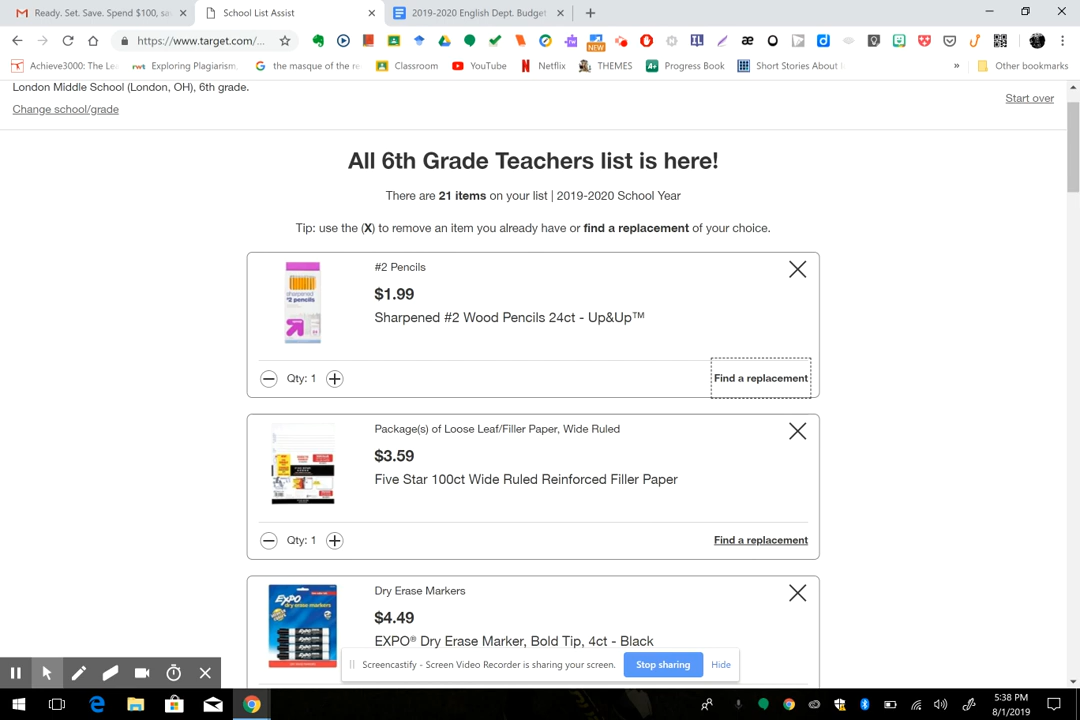 Ready. Set. Save. Spend $100, sa
School List Assist
2019-2020 English Dept. Budget
https://www.target.com/...
NEW
Achieve3000: The Le
Exploring Plagiarism,
the masque of the re
Classroom
YouTube
Netflix
THEMES
Progress Book
Short Stories About
»
Other bookmarks
London Middle School (London, OH), 6th grade.
Change school/grade
Start over
All 6th Grade Teachers list is here!
There are 21 items on your list | 2019-2020 School Year
Tip: use the (X) to remove an item you already have or find a replacement of your choice.
#2 Pencils
$1.99
Sharpened #2 Wood Pencils 24ct - Up&Up™
sharpened
#2 pencils
Qty: 1
Find a replacement
Package(s) of Loose Leaf/Filler Paper, Wide Ruled
$3.59
Five Star 100ct Wide Ruled Reinforced Filler Paper
Qty: 1
Find a replacement
Dry Erase Markers
$4.49
EXPO® Dry Erase Marker, Bold Tip, 4ct - Black
EXPO
dry erase markers
Screencastify - Screen Video Recorder is sharing your screen.
Stop sharing
Hide
5:38 PM
8/1/2019